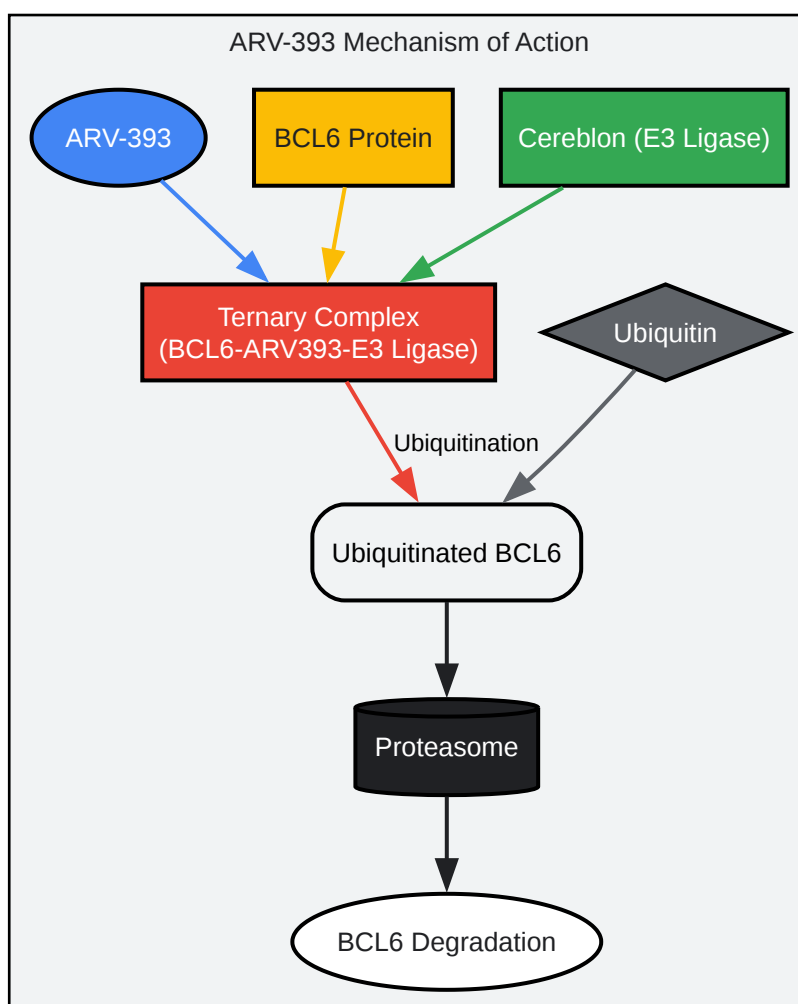 ARV-393 Mechanism of Action
ARV-393
BCL6 Protein
Cereblon (E3 Ligase)
Ternary Complex
(BCL6-ARV393-E3 Ligase)
Ubiquitin
Ubiquitination
Ubiquitinated BCL6
Proteasome
BCL6 Degradation